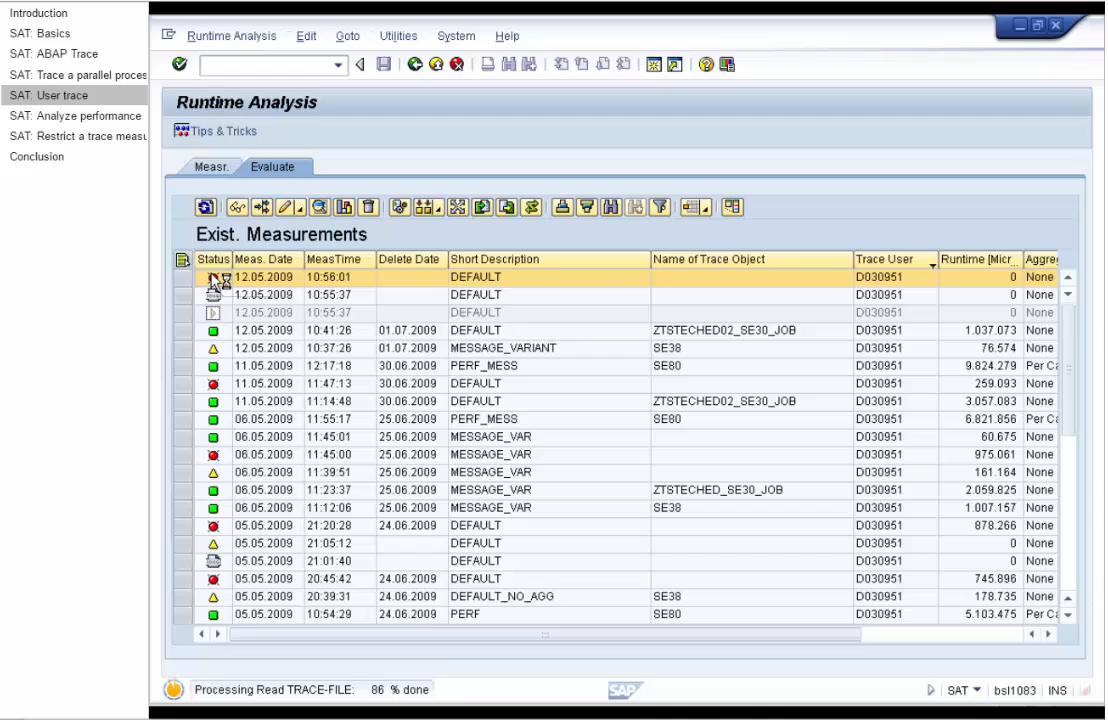 Introduction
SAT: Basics
SAT: ABAP Trace
SAT: Trace a parallel proces
SAT: User trace
SAT: Analyze performance
SAT: Restrict a trace measu
Conclusion
Runtime Analysis Edit Goto Utilities System Help
Runtime Analysis
Tips & Tricks
Measr. Evaluate
Exist. Measurements
Status Meas. Date MeasTime Delete Date Short Description Name of Trace Object Trace User Runtime [Micr... Aggre
12.05.2009 10:56:01 DEFAULT D030951 0 None
12.05.2009 10:55:37 DEFAULT D030951 0 None
12.05.2009 10:55:37 DEFAULT D030951 0 None
12.05.2009 10:41:26 01.07.2009 DEFAULT ZTSTECHED02_SE30_JOB D030951 1.037.073 None
12.05.2009 10:37:26 01.07.2009 MESSAGE_VARIANT SE38 D030951 76.574 None
11.05.2009 12:17:18 30.06.2009 PERF_MESS SE80 D030951 9.824.279 Per Ca
11.05.2009 11:47:13 30.06.2009 DEFAULT D030951 259.093 None
11.05.2009 11:14:48 30.06.2009 DEFAULT ZTSTECHED02_SE30_JOB D030951 3.057.083 None
06.05.2009 11:55:17 25.06.2009 PERF_MESS SE80 D030951 6.821.856 Per Ca
06.05.2009 11:45:01 25.06.2009 MESSAGE_VAR D030951 60.675 None
06.05.2009 11:45:00 25.06.2009 MESSAGE_VAR D030951 975.061 None
06.05.2009 11:39:51 25.06.2009 MESSAGE_VAR D030951 161.164 None
06.05.2009 11:23:37 25.06.2009 MESSAGE_VAR ZTSTECHED_SE30_JOB D030951 2.059.825 None
06.05.2009 11:12:06 25.06.2009 MESSAGE_VAR SE38 D030951 1.007.157 None
05.05.2009 21:20:28 24.06.2009 DEFAULT D030951 878.266 None
05.05.2009 21:05:12 DEFAULT D030951 0 None
05.05.2009 21:01:40 DEFAULT D030951 0 None
05.05.2009 20:45:42 24.06.2009 DEFAULT D030951 745.896 None
05.05.2009 20:39:31 24.06.2009 DEFAULT_NO_AGG SE38 D030951 178.735 None
05.05.2009 10:54:29 24.06.2009 PERF SE80 D030951 5.103.475 Per Ca
Processing Read TRACE-FILE: 86 % done SAP SAT bsl1083 INS